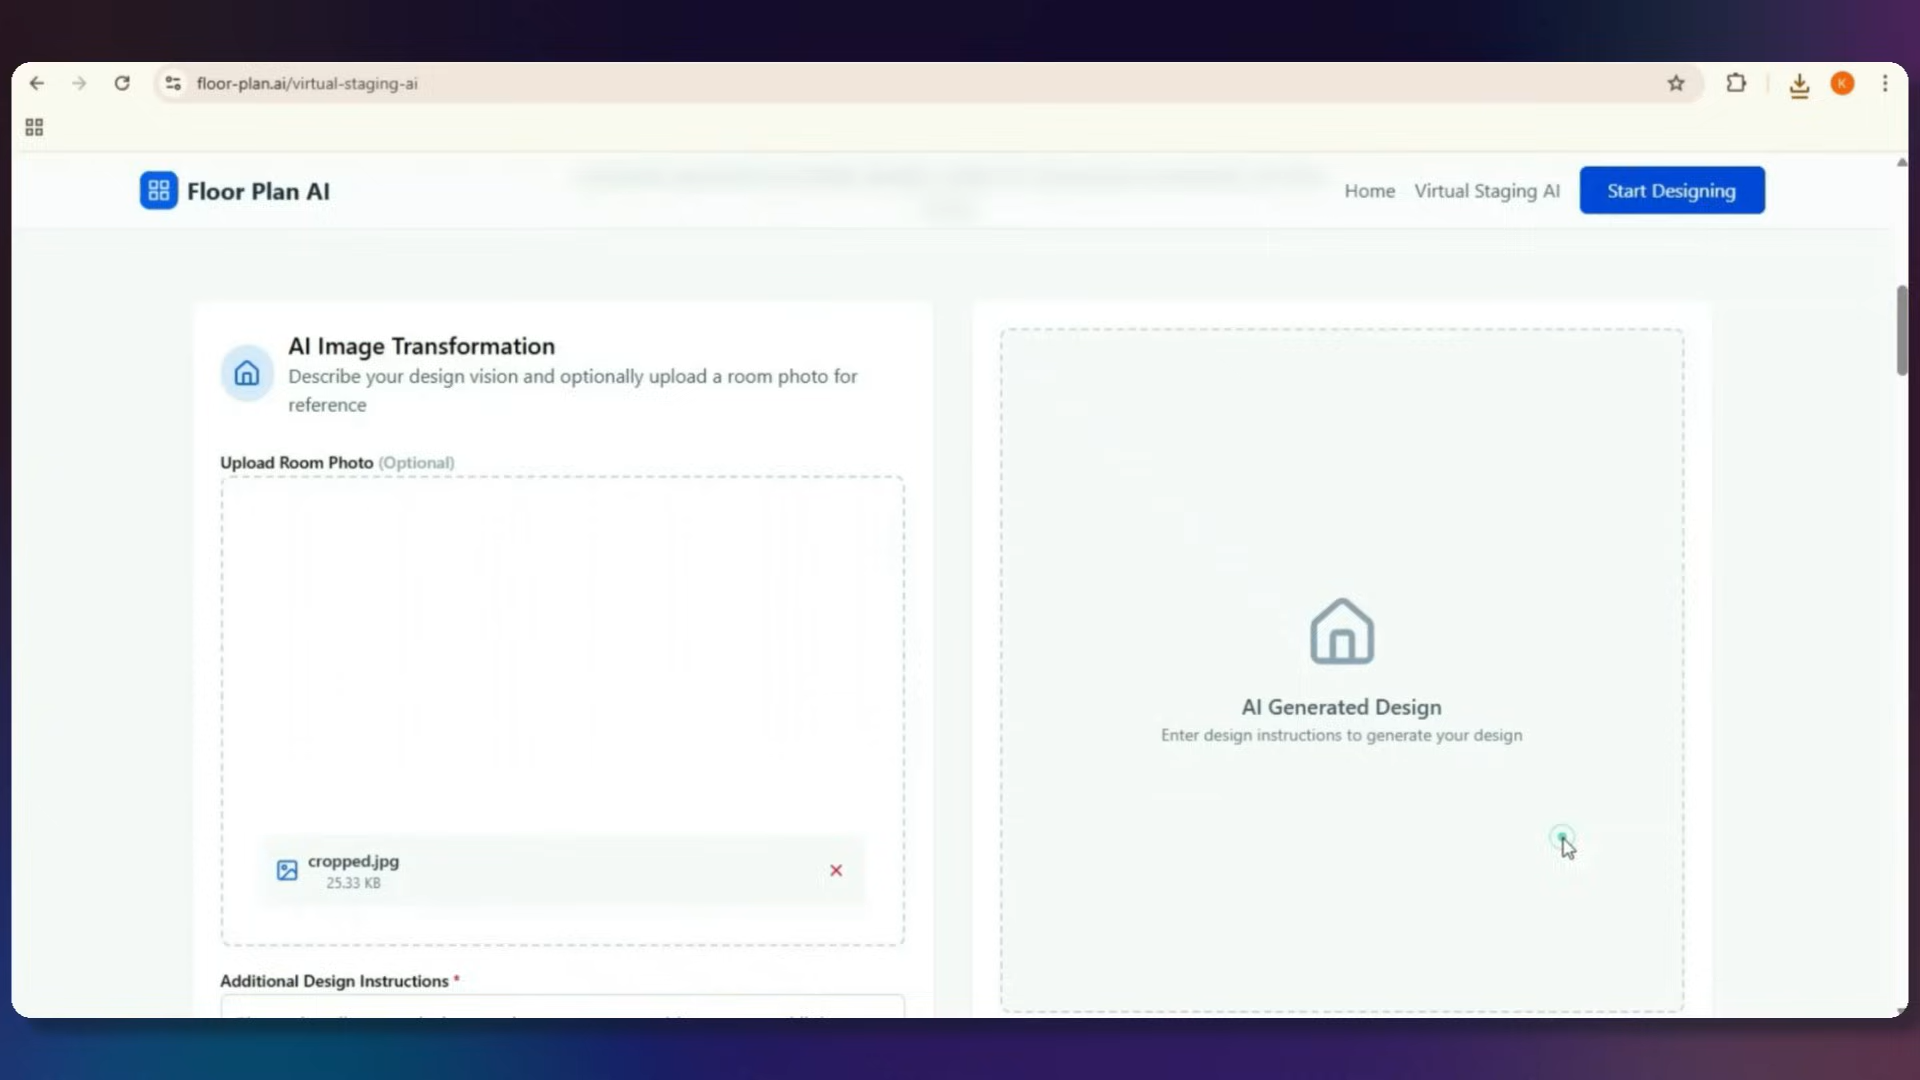 floor-plan.ai/virtual-staging-ai
K
Floor Plan AI
Home
Virtual Staging AI
Start Designing
AI Image Transformation
Describe your design vision and optionally upload a room photo for
reference
Upload Room Photo (Optional)
cropped.jpg
25.33 KB
Additional Design Instructions *
AI Generated Design
Enter design instructions to generate your design